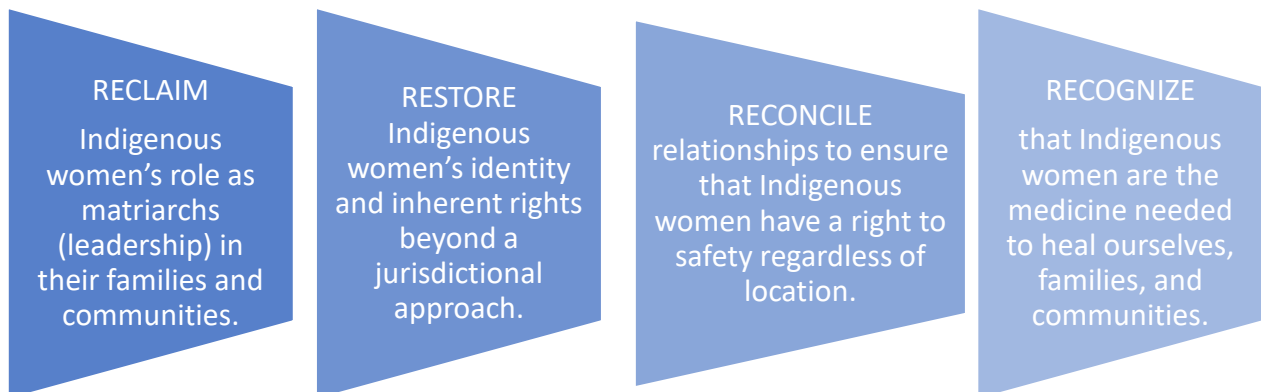 RECLAIM
Indigenous
women’s role as
matriarchs
(leadership) in
their families and
communities.
RESTORE
Indigenous
women’s identity
and inherent rights
beyond a
jurisdictional
approach.
RECONCILE
relationships to ensure
that Indigenous
women have a right to
safety regardless of
location.
RECOGNIZE
that Indigenous
women are the
medicine needed
to heal ourselves,
families, and
communities.